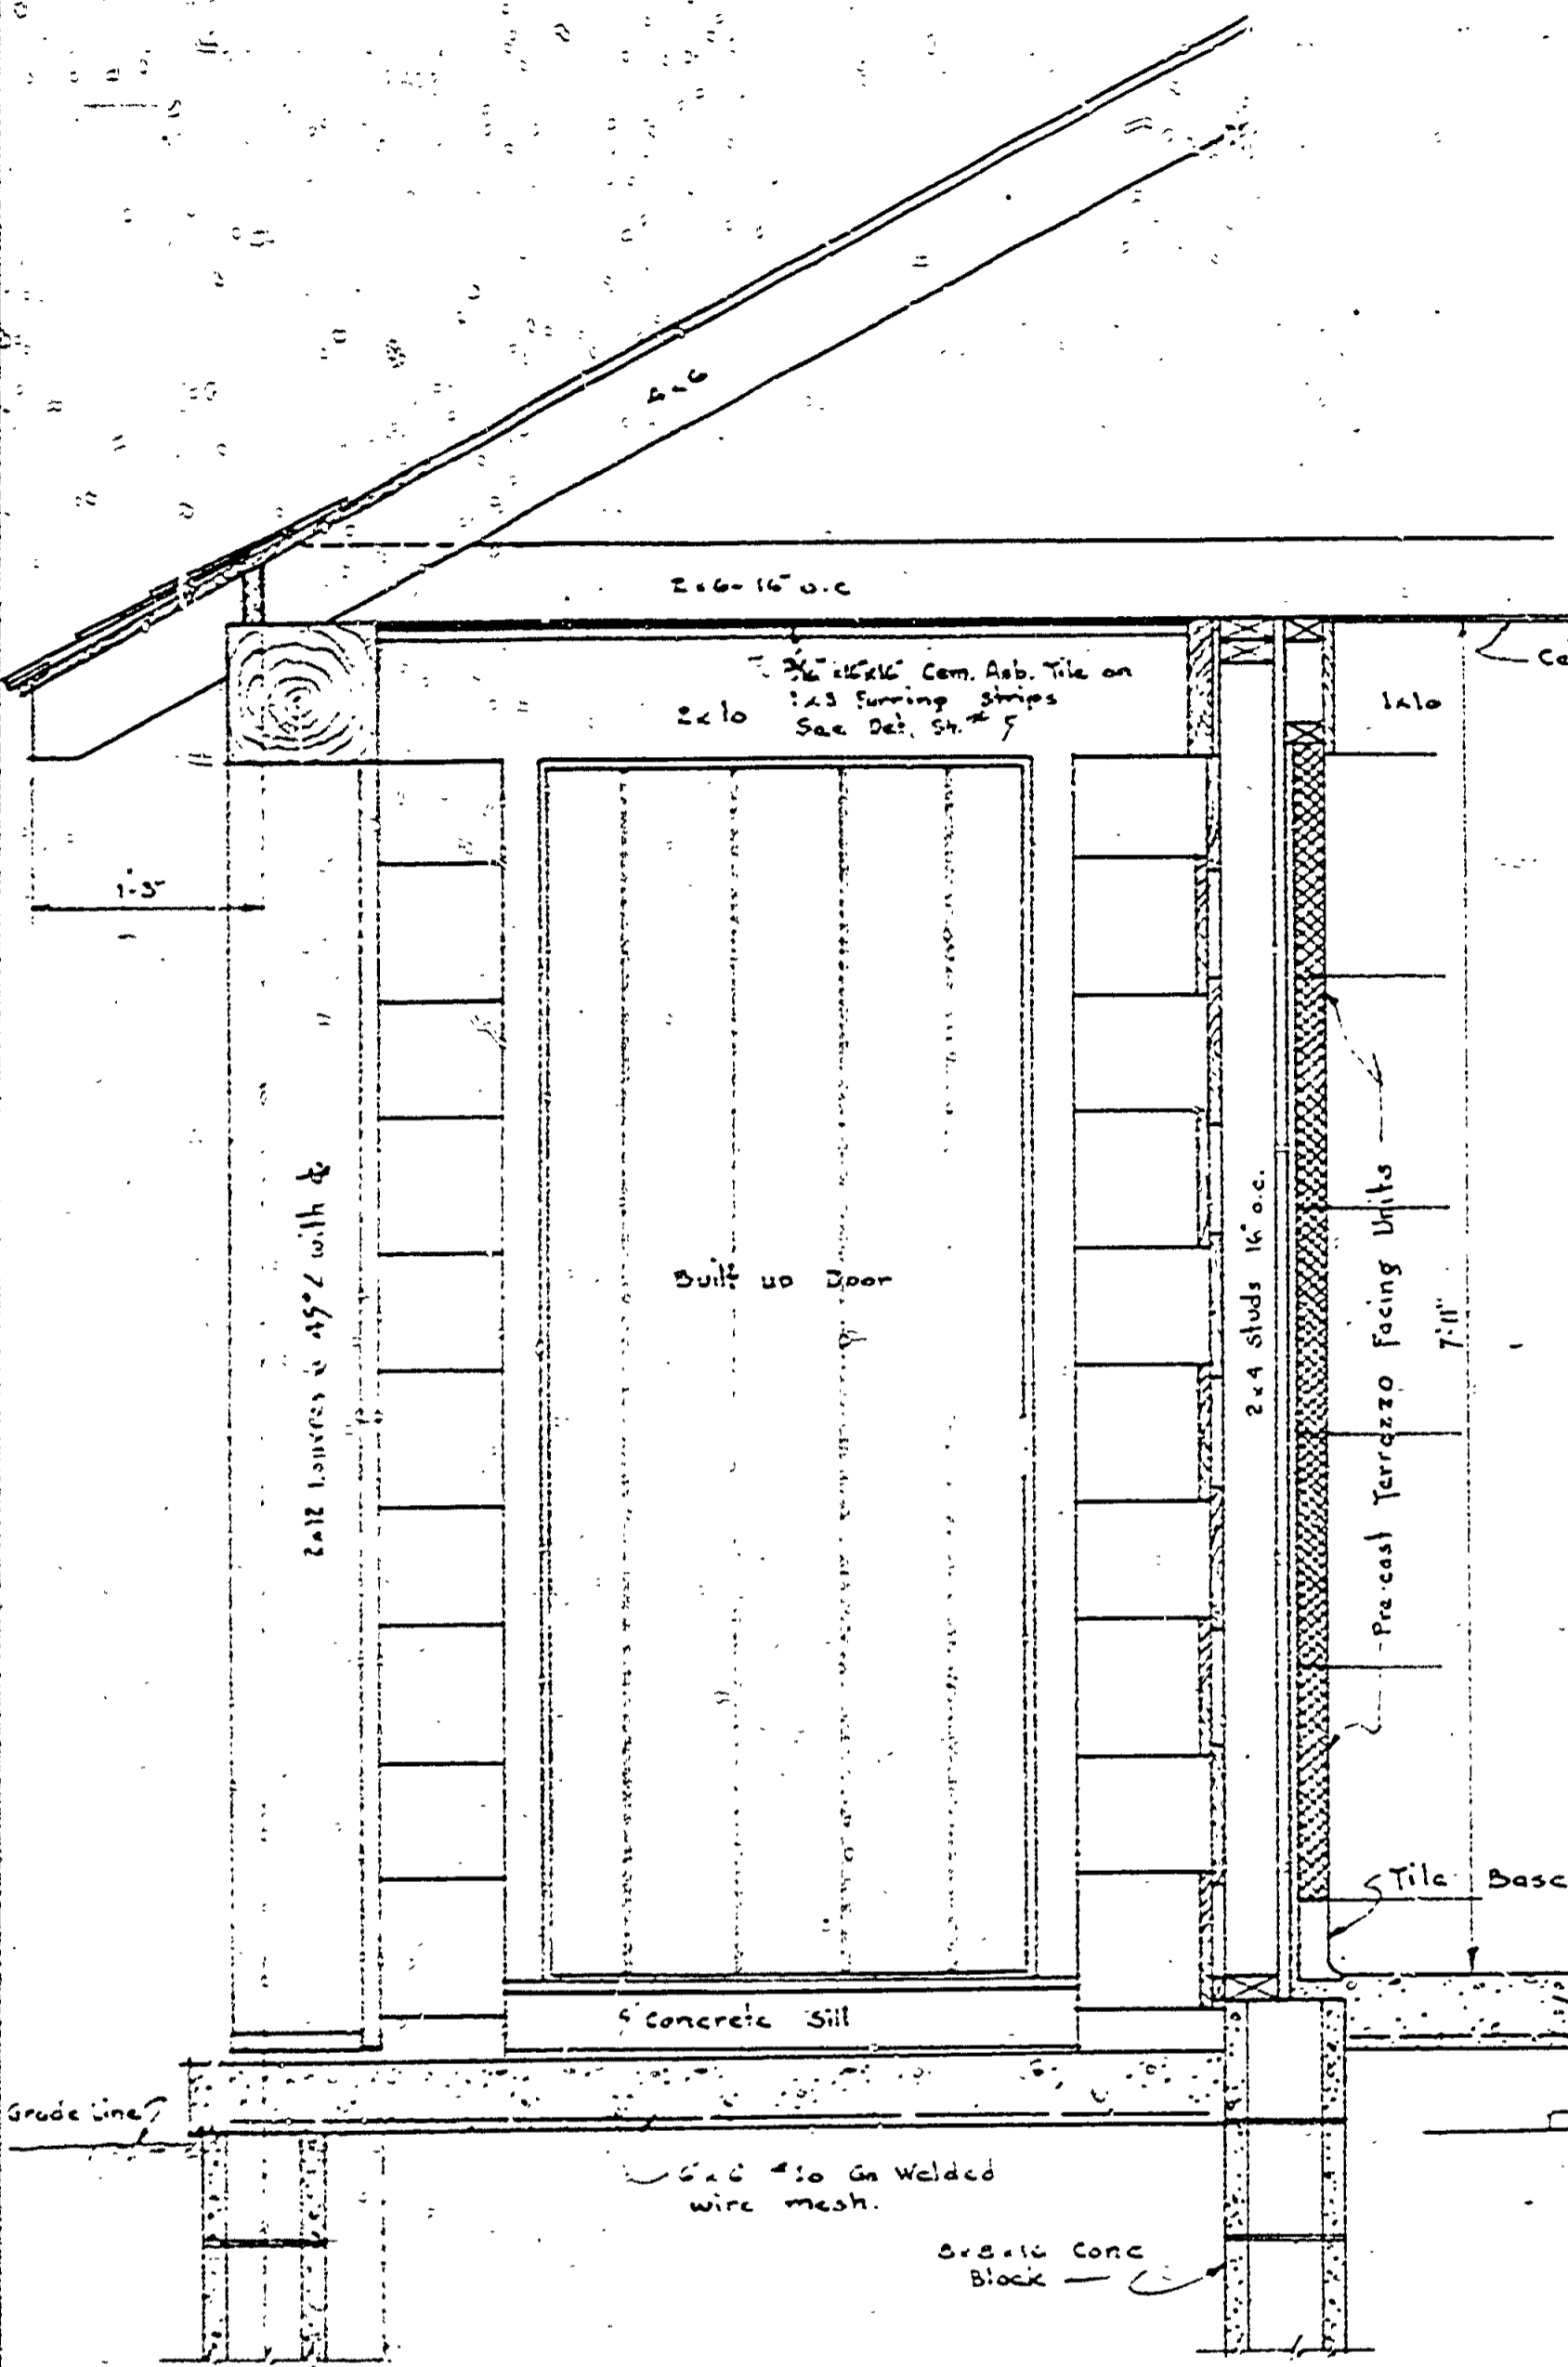 4x6
2x6-16" o.c
3/16"x16"x16" Cem. Asb. Tile on
1x3 Furring Strips
See Det. Sh. # 5
2x10
1x10
1'-3"
2x12 Louvres @ 45° ∠ with
Built up Door
2x4 studs 16" o.c.
Pre-cast Terrazzo Facing Units
7'-11"
Tile Base
Concrete Sill
Grade Line
6x6 #10 Ga Welded
wire mesh.
8x8x16 Conc
Block